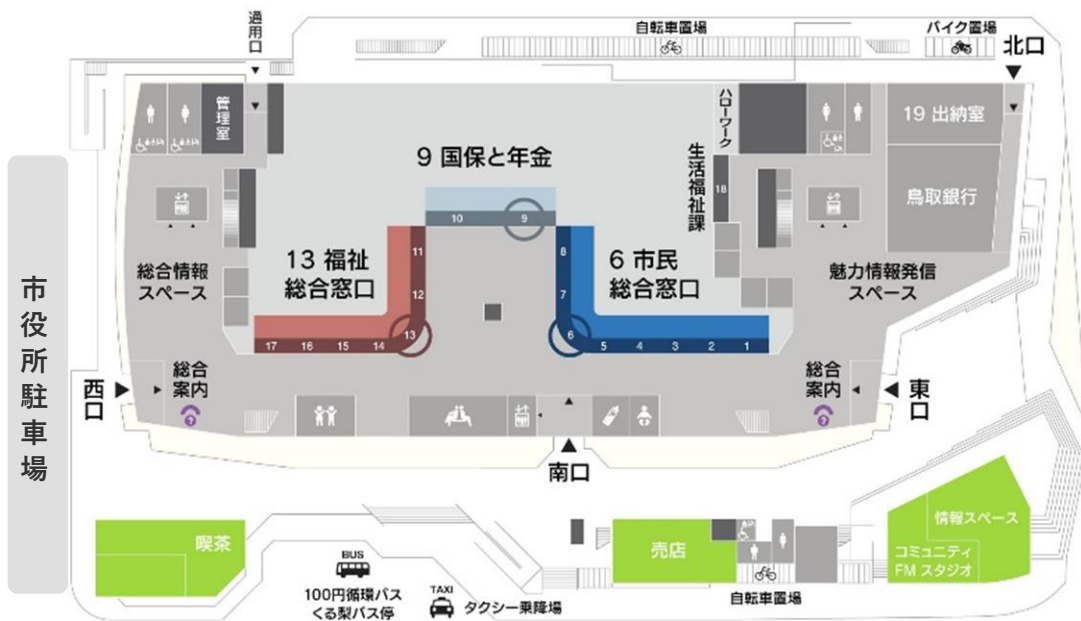 通用口
自転車置場
バイク置場
北口
管理室
ハローワーク
19 出納室
9 国保と年金
生活福祉課
18
鳥取銀行
10
9
総合情報
スペース
13 福祉
総合窓口
11
12
8
7
6 市民
総合窓口
魅力情報発信
スペース
17
16
15
14
13
6
5
4
3
2
1
市役所駐車場
西口
総合
案内
?
総合
案内
?
東口
南口
喫茶
BUS
100円循環バス
くる梨バス停
TAXI
タクシー乗降場
売店
自転車置場
情報スペース
コミュニティ
FM スタジオ